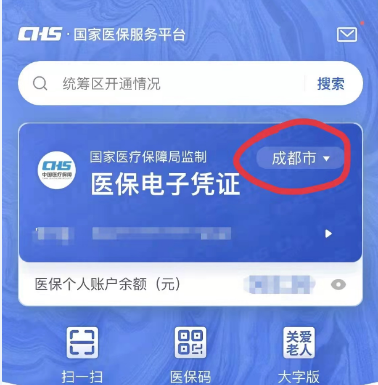 CHS · 国家医保服务平台
统筹区开通情况 搜索
国家医疗保障局监制 成都市
CHS 中国医疗保障 医保电子凭证
医保个人账户余额（元）
扫一扫 医保码 关爱老人 大字版